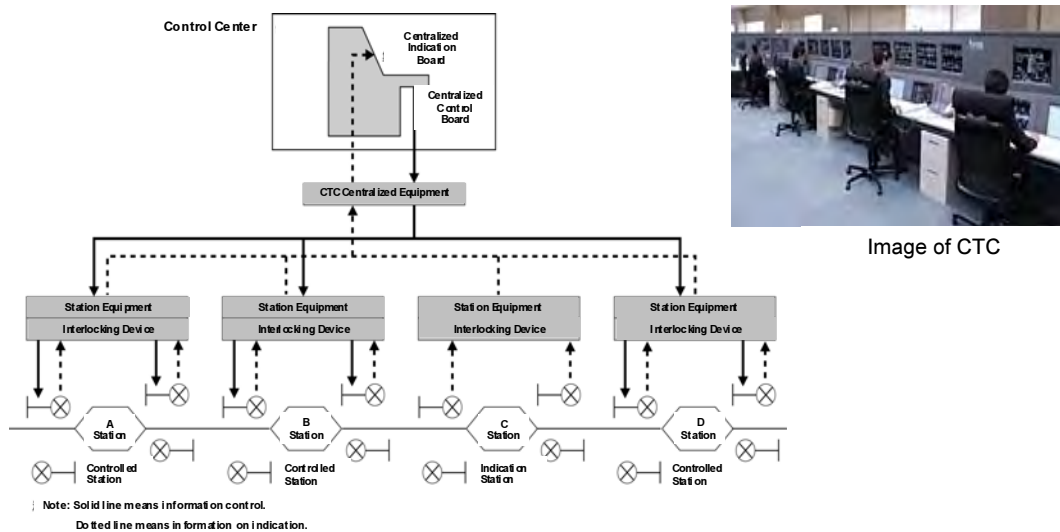 Control Center
Centralized
Indication
Board
Centralized
Control
Board
CTC Centralized Equipment
Image of CTC
Station Equipment
Interlocking Device
Station Equipment
Interlocking Device
Station Equipment
Interlocking Device
Station Equipment
Interlocking Device
A
Station
B
Station
C
Station
D
Station
Controlled
Station
Controlled
Station
Indication
Station
Controlled
Station
Note: Solid line means information control.
Dotted line means information on indication.